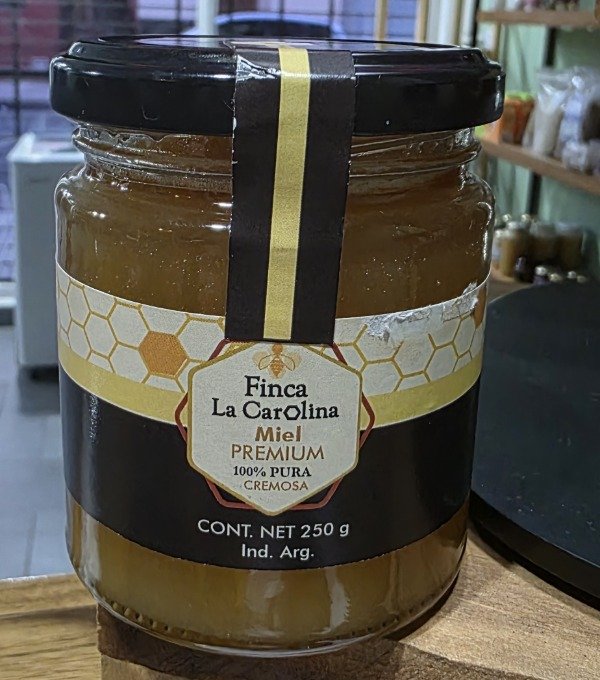 Finca
La Carolina
Miel
PREMIUM
100% PURA
CREMOSA
CONT. NET 250 g
Ind. Arg.